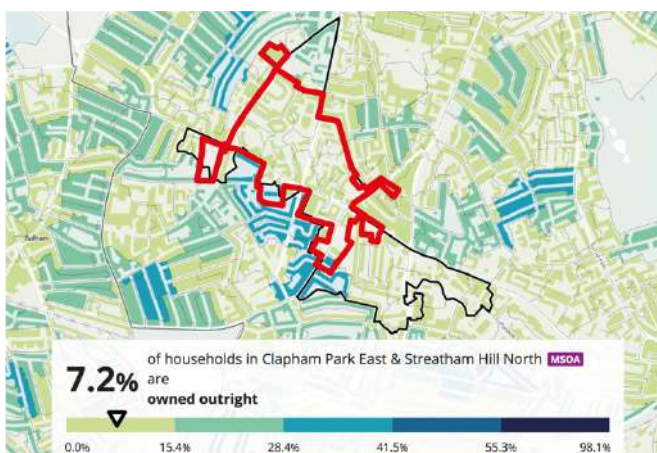 Balham
7.2%
of households in Clapham Park East & Streatham Hill North MSOA
are
owned outright
0.0% 15.4% 28.4% 41.5% 55.3% 98.1%